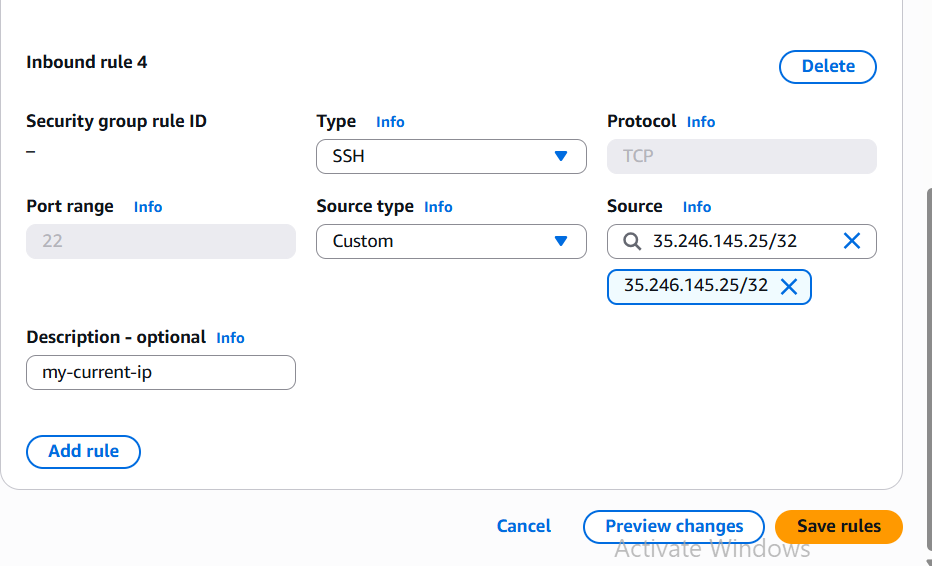 Inbound rule 4
Delete
Security group rule ID
–
Type Info
SSH
Protocol Info
TCP
Port range Info
22
Source type Info
Custom
Source Info
35.246.145.25/32
35.246.145.25/32
Description - optional Info
my-current-ip
Add rule
Cancel
Preview changes
Save rules
Activate Windows